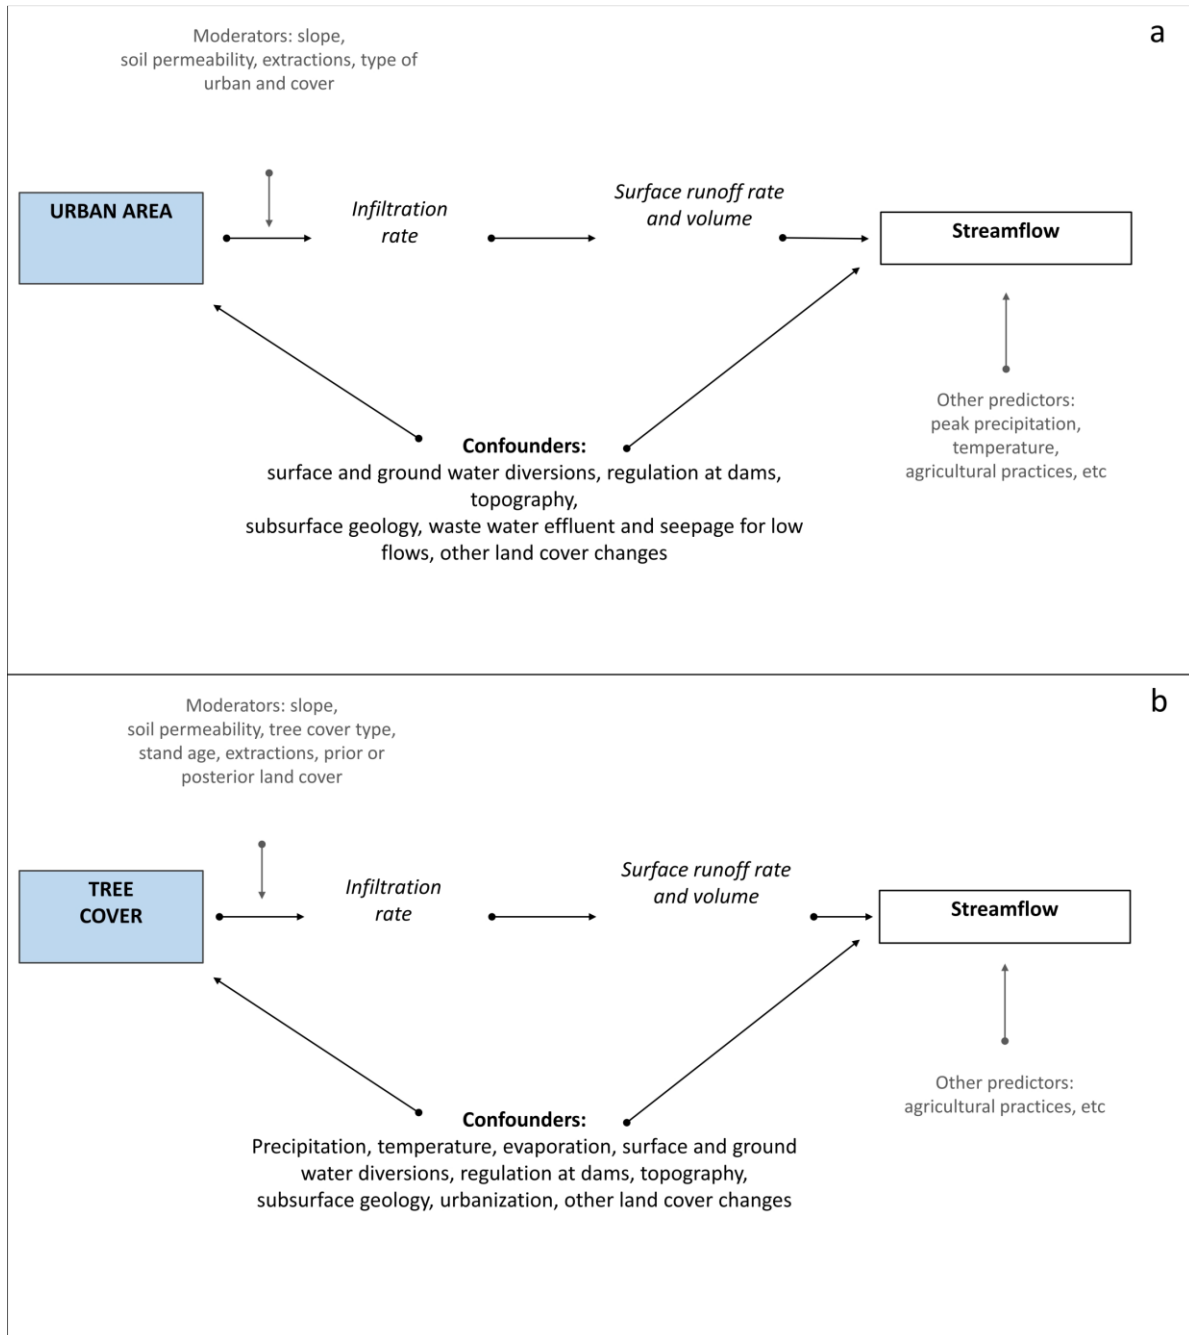 a
Moderators: slope,
soil permeability, extractions, type of
urban and cover
URBAN AREA
Infiltration
rate
Surface runoff rate
and volume
Streamflow
Other predictors:
peak precipitation,
temperature,
agricultural practices, etc
Confounders:
surface and ground water diversions, regulation at dams,
topography,
subsurface geology, waste water effluent and seepage for low
flows, other land cover changes
b
Moderators: slope,
soil permeability, tree cover type,
stand age, extractions, prior or
posterior land cover
TREE
COVER
Infiltration
rate
Surface runoff rate
and volume
Streamflow
Other predictors:
agricultural practices, etc
Confounders:
Precipitation, temperature, evaporation, surface and ground
water diversions, regulation at dams, topography,
subsurface geology, urbanization, other land cover changes